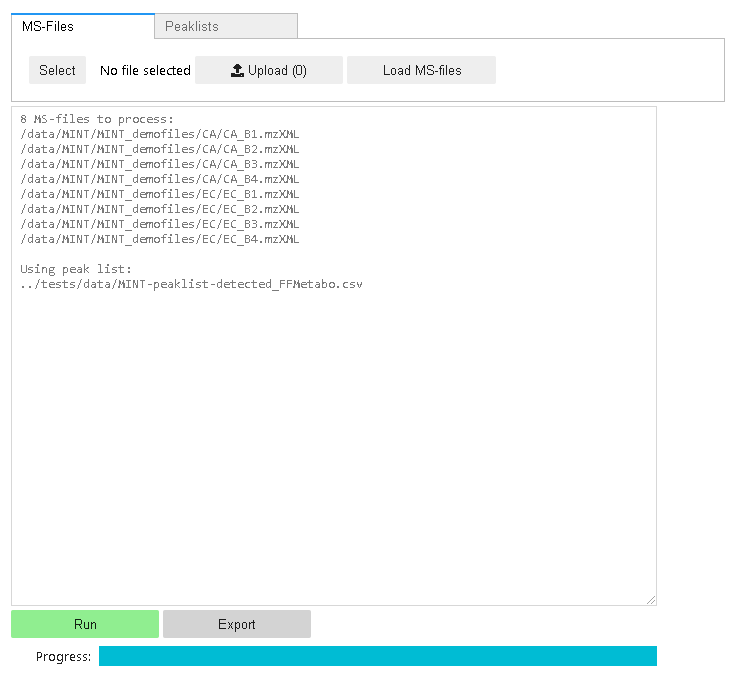 MS-Files Peaklists
Select No file selected Upload (0) Load MS-files
8 MS-files to process:
/data/MINT/MINT_demofiles/CA/CA_B1.mzXML
/data/MINT/MINT_demofiles/CA/CA_B2.mzXML
/data/MINT/MINT_demofiles/CA/CA_B3.mzXML
/data/MINT/MINT_demofiles/CA/CA_B4.mzXML
/data/MINT/MINT_demofiles/EC/EC_B1.mzXML
/data/MINT/MINT_demofiles/EC/EC_B2.mzXML
/data/MINT/MINT_demofiles/EC/EC_B3.mzXML
/data/MINT/MINT_demofiles/EC/EC_B4.mzXML
Using peak list:
../tests/data/MINT-peaklist-detected_FFMetabo.csv
Run Export
Progress: